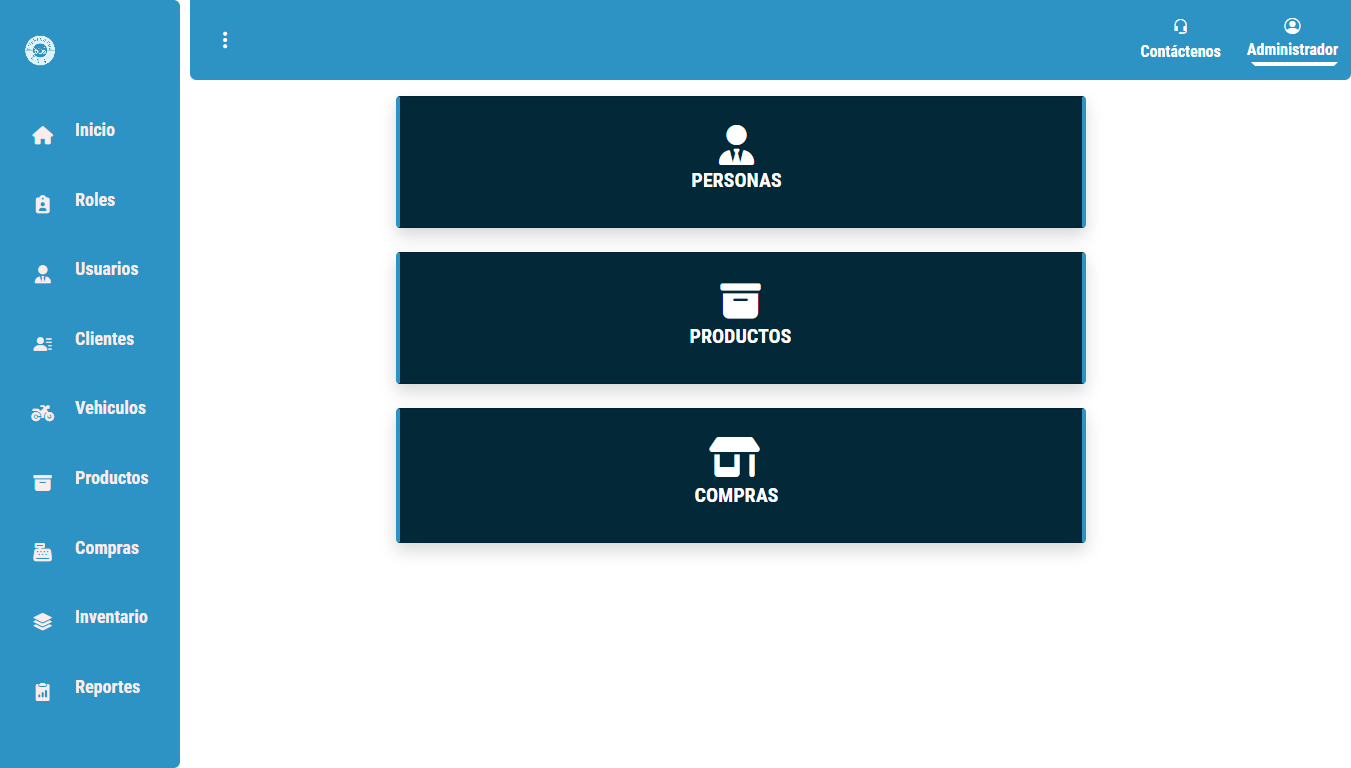 Contáctenos
Administrador
Inicio
Roles
Usuarios
Clientes
Vehiculos
Productos
Compras
Inventario
Reportes
PERSONAS
PRODUCTOS
COMPRAS